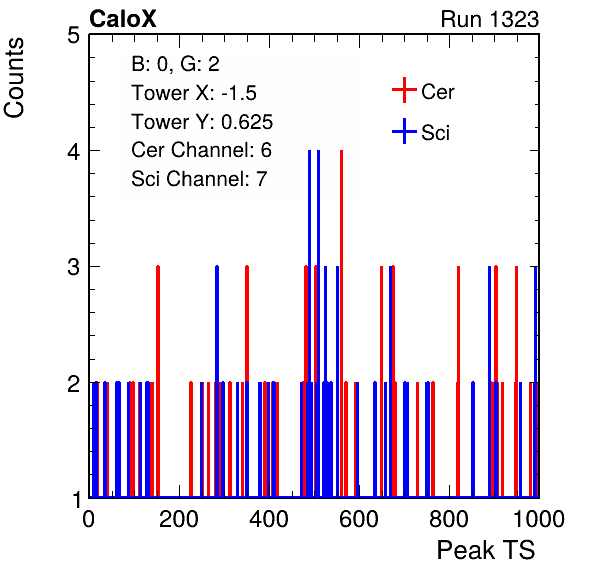 CaloX Run 1323
Counts
B: 0, G: 2
Tower X: -1.5
Tower Y: 0.625
Cer Channel: 6
Sci Channel: 7
Cer
Sci
5
4
3
2
1
0 200 400 600 800 1000
Peak TS